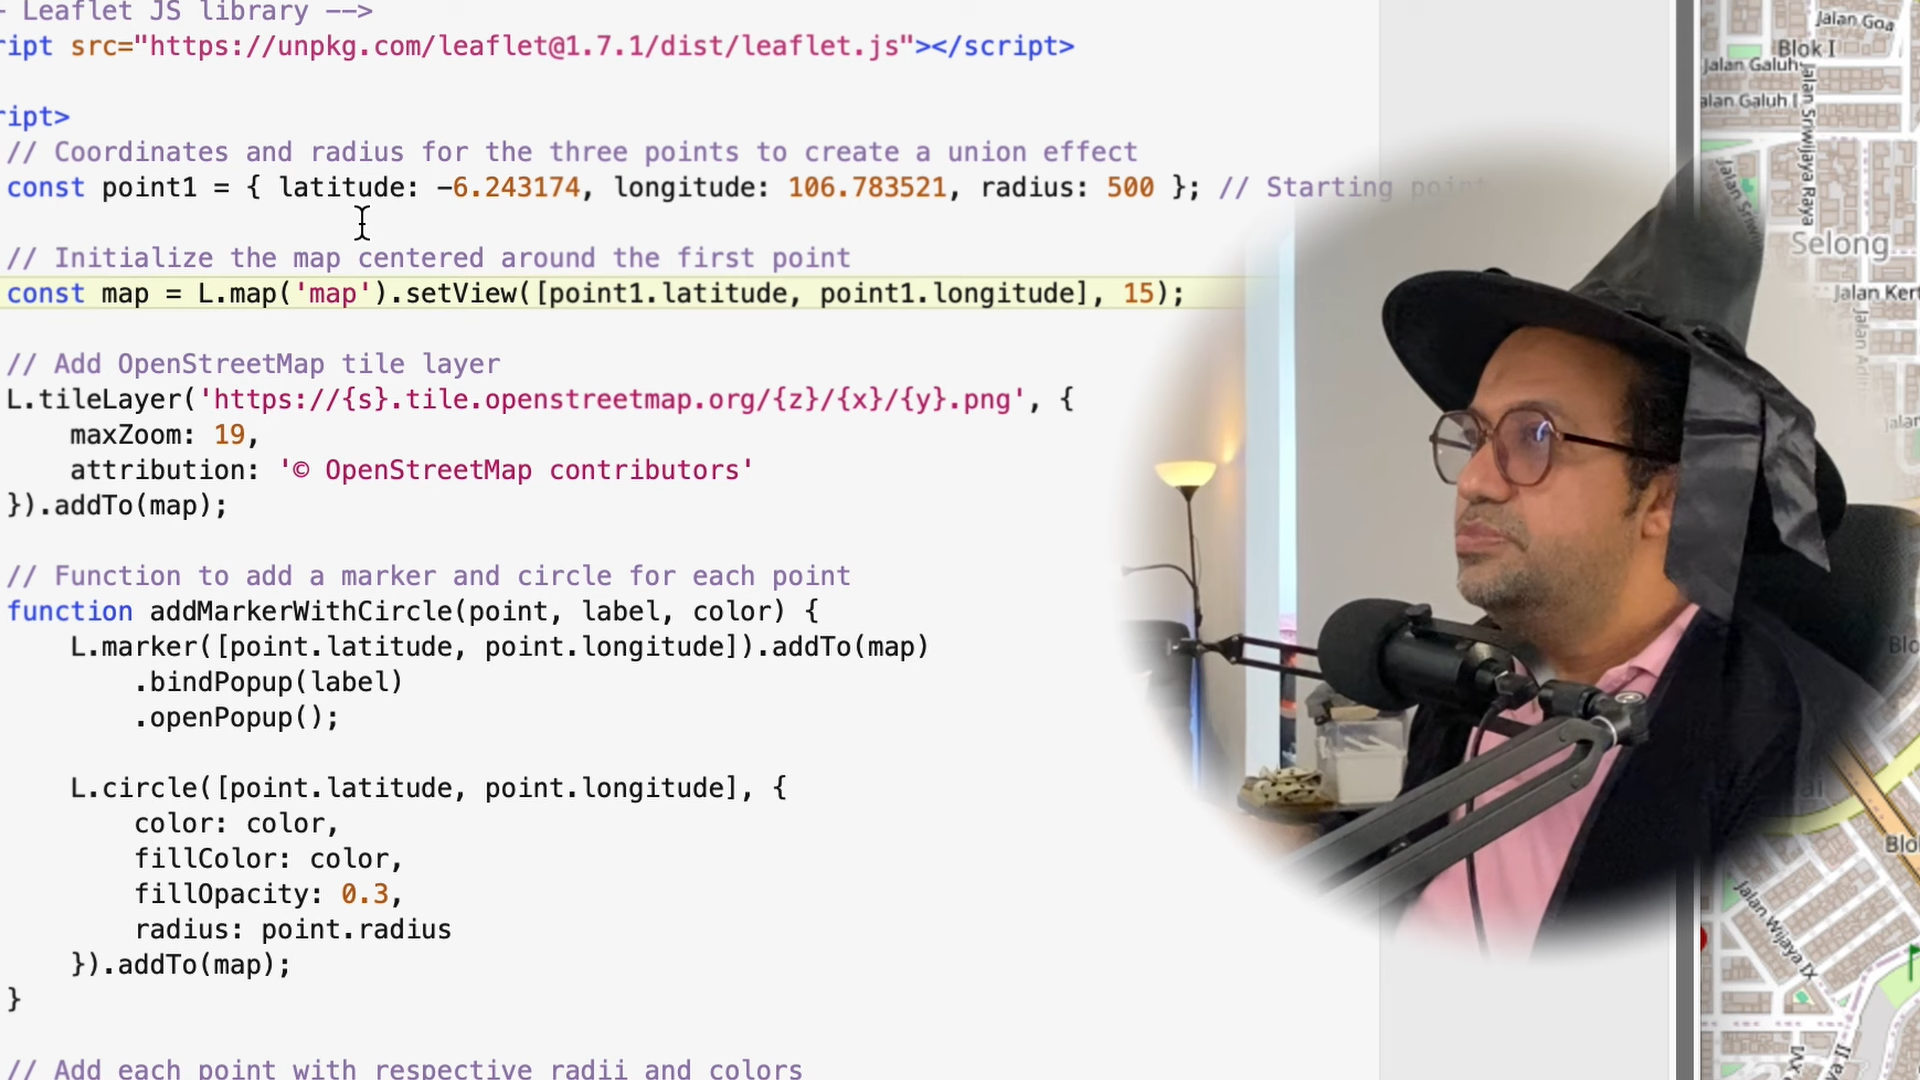 Leaflet JS library -->
ript src="https://unpkg.com/leaflet@1.7.1/dist/leaflet.js"></script>
ript>
// Coordinates and radius for the three points to create a union effect
const point1 = { latitude: -6.243174, longitude: 106.783521, radius: 500 }; // Starting point
// Initialize the map centered around the first point
const map = L.map('map').setView([point1.latitude, point1.longitude], 15);
// Add OpenStreetMap tile layer
L.tileLayer('https://{s}.tile.openstreetmap.org/{z}/{x}/{y}.png', {
maxZoom: 19,
attribution: '© OpenStreetMap contributors'
}).addTo(map);
// Function to add a marker and circle for each point
function addMarkerWithCircle(point, label, color) {
L.marker([point.latitude, point.longitude]).addTo(map)
.bindPopup(label)
.openPopup();
L.circle([point.latitude, point.longitude], {
color: color,
fillColor: color,
fillOpacity: 0.3,
radius: point.radius
}).addTo(map);
}
// Add each point with respective radii and colors
Jalan Goa
Blok I
Jalan Galuh
alan Galuh I
Jalan Sriwijaya Raya
Selong
Jalan Kert
Blo
Jalan Wijaya IX